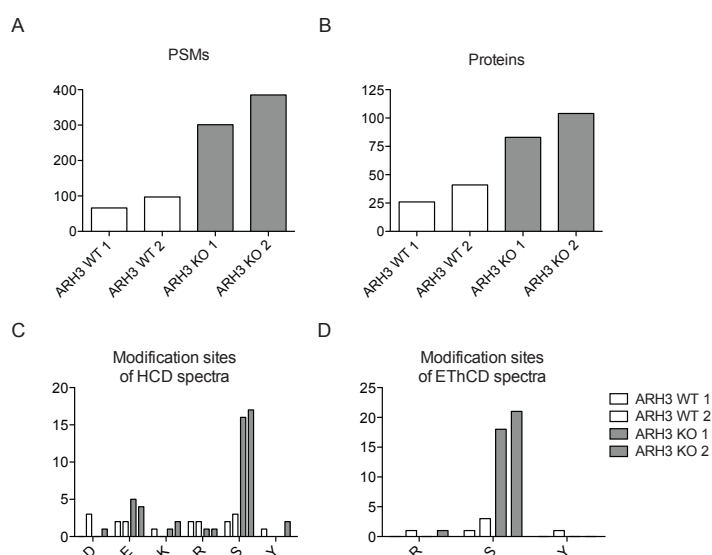 A
PSMs
400
300
200
100
0
ARH3 WT 1
ARH3 WT 2
ARH3 KO 1
ARH3 KO 2
B
Proteins
125
100
75
50
25
0
ARH3 WT 1
ARH3 WT 2
ARH3 KO 1
ARH3 KO 2
C
Modification sites
of HCD spectra
20
15
10
5
0
D
E
K
R
S
Y
D
Modification sites
of EThCD spectra
25
20
15
10
5
0
R
S
Y
ARH3 WT 1
ARH3 WT 2
ARH3 KO 1
ARH3 KO 2